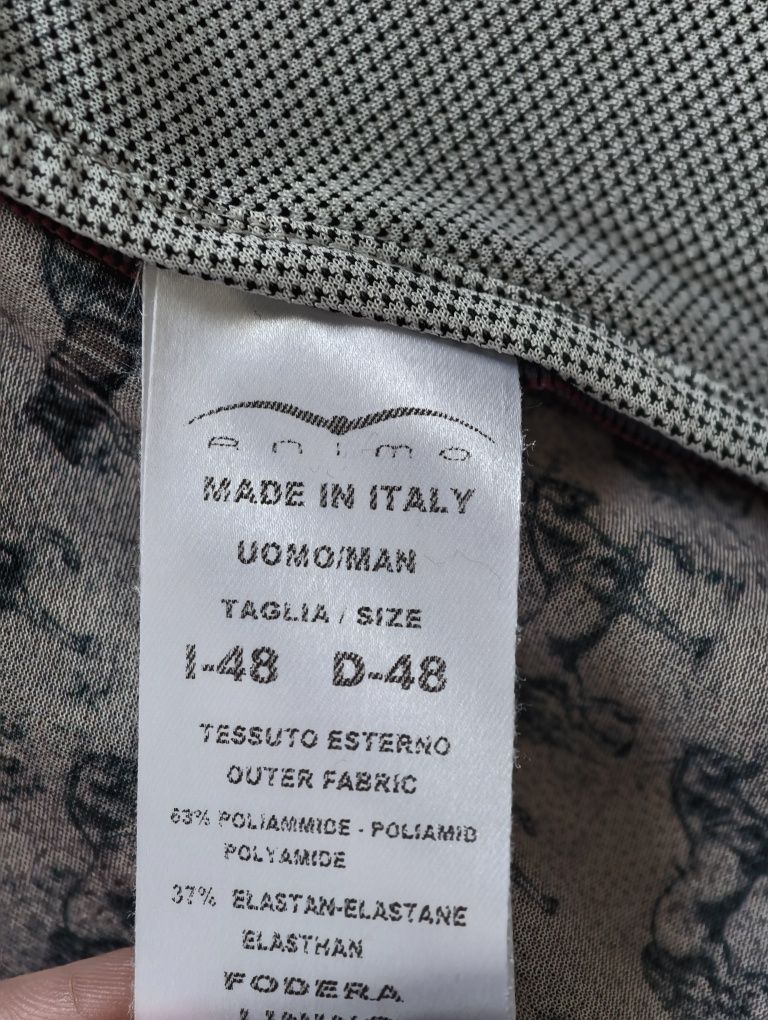 animo
MADE IN ITALY
UOMO/MAN
TAGLIA / SIZE
I-48 D-48
TESSUTO ESTERNO
OUTER FABRIC
63% POLIAMMIDE - POLIAMID
POLYAMIDE
37% ELASTAN-ELASTANE
ELASTHAN
FODERA